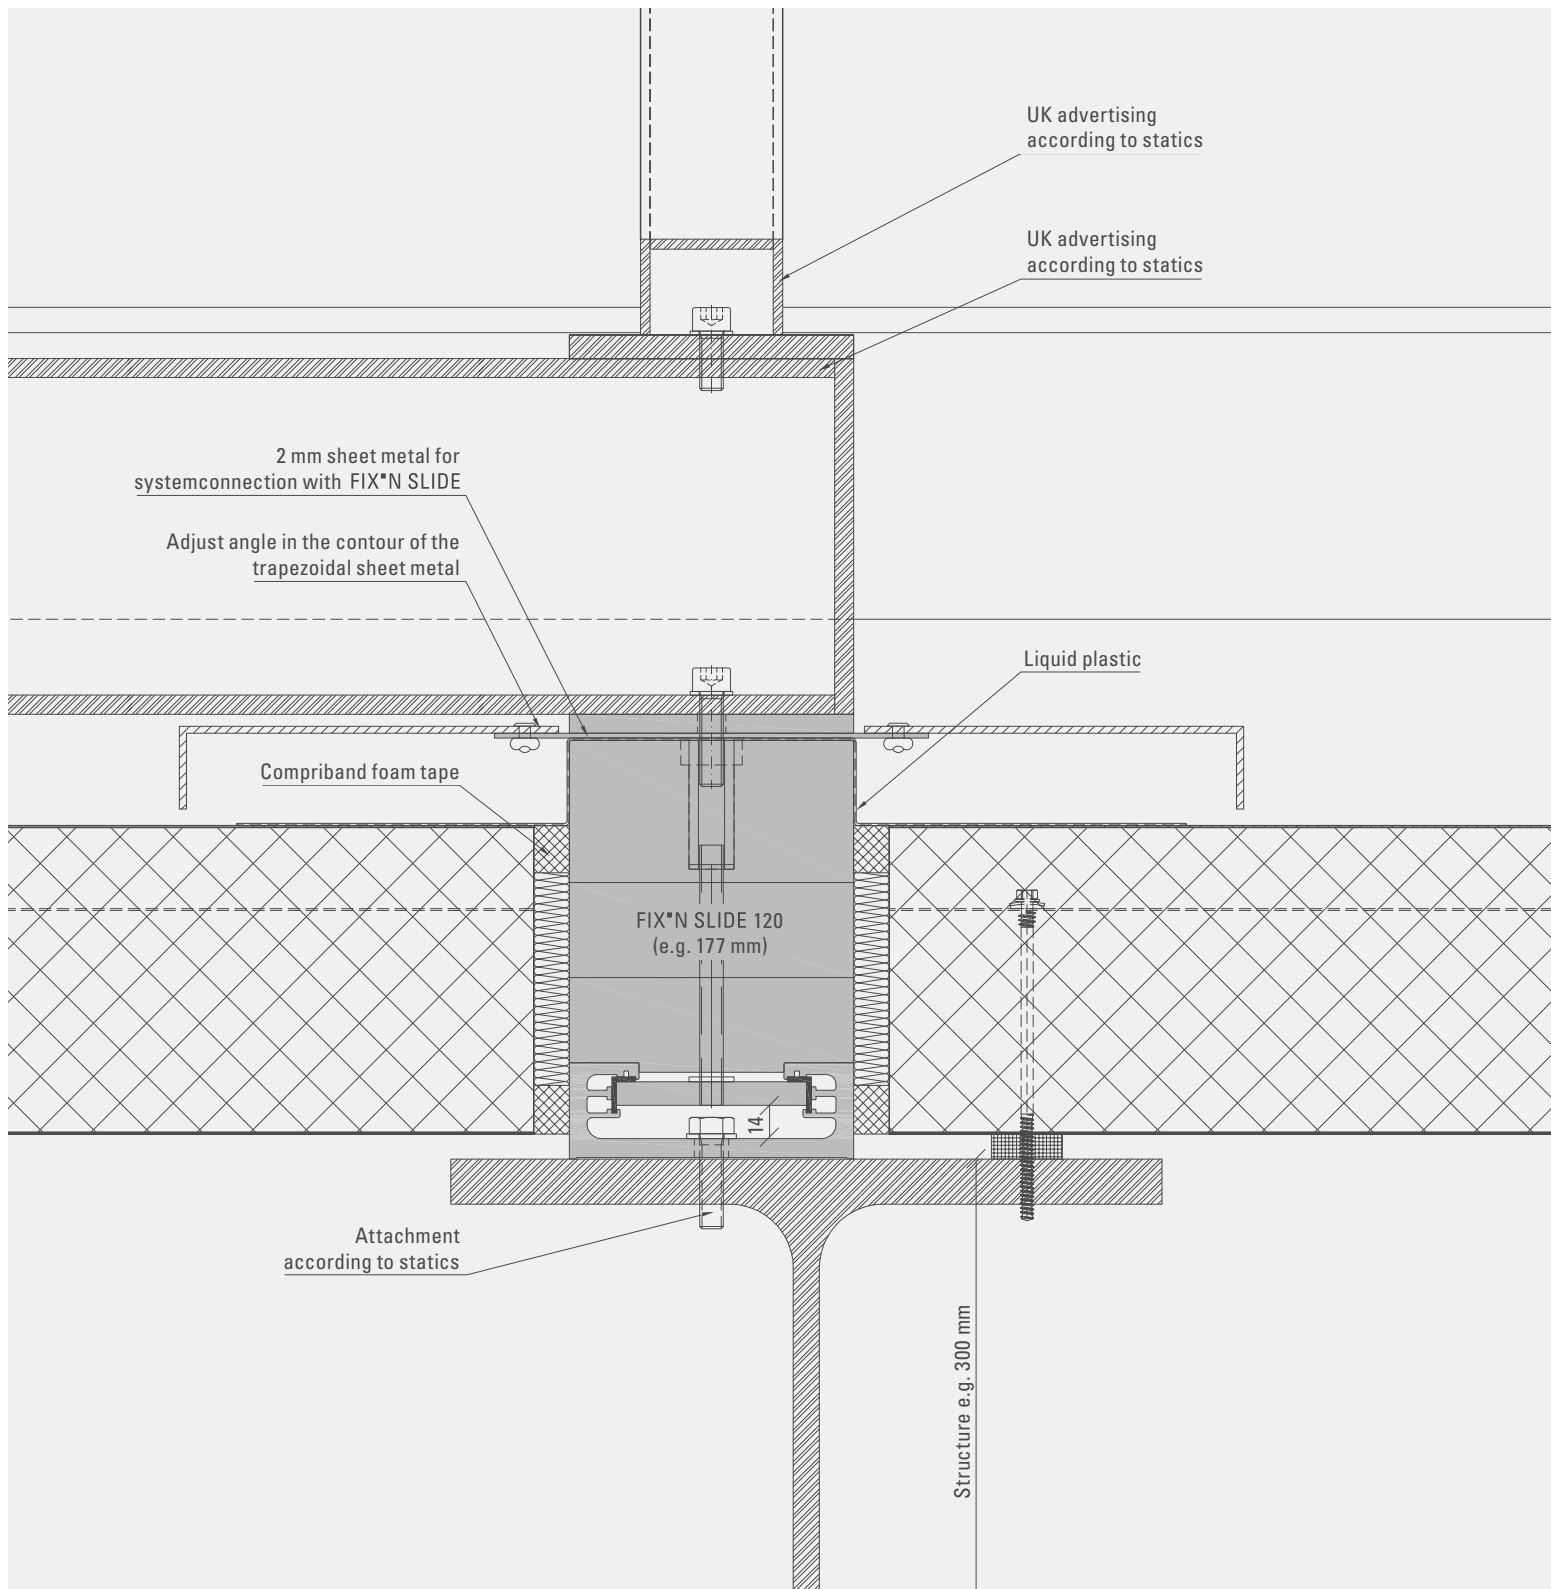 UK advertising
according to statics
UK advertising
according to statics
2 mm sheet metal for
systemconnection with FIX■N SLIDE
Adjust angle in the contour of the
trapezoidal sheet metal
Liquid plastic
Compriband foam tape
FIX■N SLIDE 120
(e.g. 177 mm)
14
Attachment
according to statics
Structure e.g. 300 mm